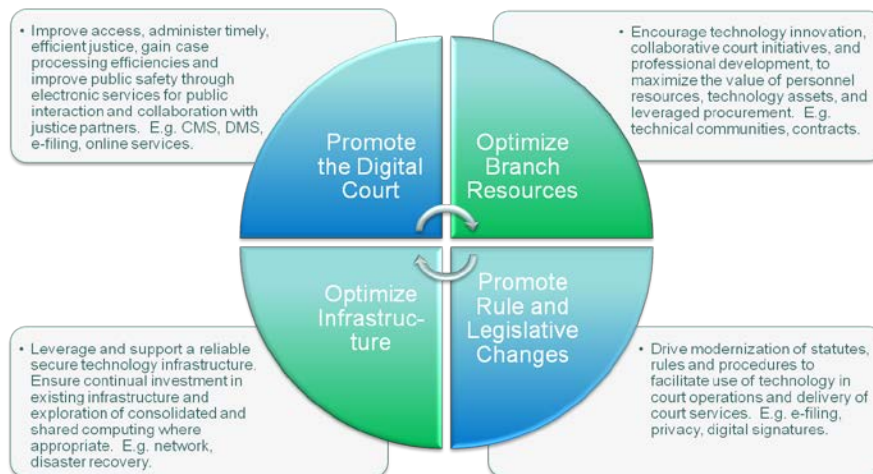 • Improve access, administer timely,
efficient justice, gain case
processing efficiencies and
improve public safety through
electronic services for public
interaction and collaboration with
justice partners. E.g. CMS, DMS,
e-filing, online services.
• Encourage technology innovation,
collaborative court initiatives, and
professional development, to
maximize the value of personnel
resources, technology assets, and
leveraged procurement. E.g.
technical communities, contracts.
Promote
the Digital
Court
Optimize
Branch
Resources
Optimize
Infrastruc-
ture
Promote
Rule and
Legislative
Changes
• Leverage and support a reliable
secure technology infrastructure.
Ensure continual investment in
existing infrastructure and
exploration of consolidated and
shared computing where
appropriate. E.g. network,
disaster recovery.
• Drive modernization of statutes,
rules and procedures to
facilitate use of technology in
court operations and delivery of
court services. E.g. e-filing,
privacy, digital signatures.